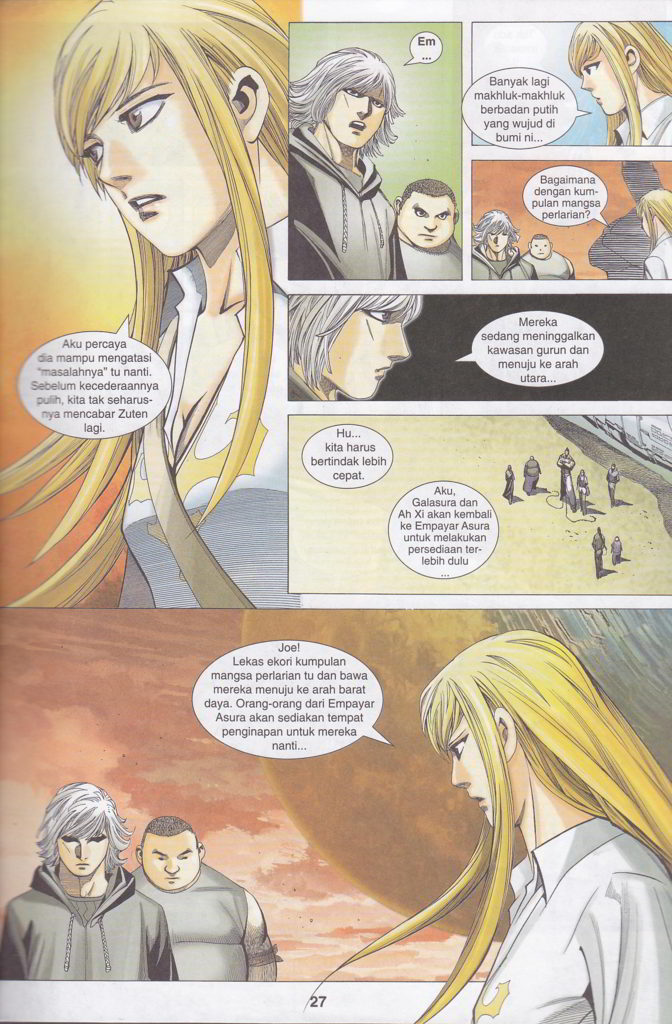 Aku percaya
dia mampu mengatasi
"masalahnya" tu nanti.
Sebelum kecederaannya
pulih, kita tak seharus-
nya mencabar Zuten
lagi.
Em
...
Banyak lagi
makhluk-makhluk
berbadan putih
yang wujud di
bumi ni...
Bagaimana
dengan kum-
pulan mangsa
perlarian?
Mereka
sedang meninggalkan
kawasan gurun dan
menuju ke arah
utara...
Hu...
kita harus
bertindak lebih
cepat.
Aku,
Galasura dan
Ah Xi akan kembali
ke Empayar Asura
untuk melakukan
persediaan ter-
lebih dulu
...
Joe!
Lekas ekori kumpulan
mangsa perlarian tu dan bawa
mereka menuju ke arah barat
daya. Orang-orang dari Empayar
Asura akan sediakan tempat
penginapan untuk mereka
nanti...
27